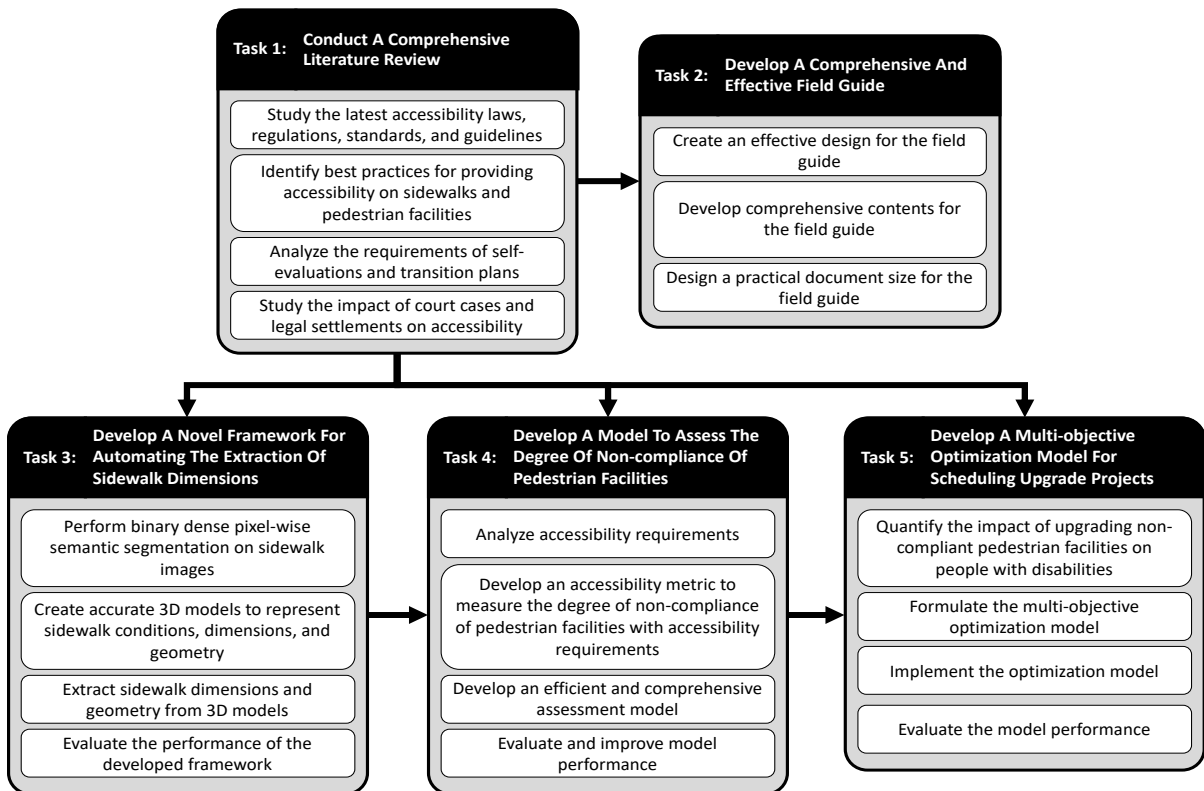 Task 1: Conduct A Comprehensive
Literature Review
Study the latest accessibility laws,
regulations, standards, and guidelines
Identify best practices for providing
accessibility on sidewalks and
pedestrian facilities
Analyze the requirements of self-
evaluations and transition plans
Study the impact of court cases and
legal settlements on accessibility
Task 2: Develop A Comprehensive And
Effective Field Guide
Create an effective design for the field
guide
Develop comprehensive contents for
the field guide
Design a practical document size for the
field guide
Task 3: Develop A Novel Framework For
Automating The Extraction Of
Sidewalk Dimensions
Perform binary dense pixel-wise
semantic segmentation on sidewalk
images
Create accurate 3D models to represent
sidewalk conditions, dimensions, and
geometry
Extract sidewalk dimensions and
geometry from 3D models
Evaluate the performance of the
developed framework
Task 4: Develop A Model To Assess The
Degree Of Non-compliance Of
Pedestrian Facilities
Analyze accessibility requirements
Develop an accessibility metric to
measure the degree of non-compliance
of pedestrian facilities with accessibility
requirements
Develop an efficient and comprehensive
assessment model
Evaluate and improve model
performance
Task 5: Develop A Multi-objective
Optimization Model For
Scheduling Upgrade Projects
Quantify the impact of upgrading non-
compliant pedestrian facilities on
people with disabilities
Formulate the multi-objective
optimization model
Implement the optimization model
Evaluate the model performance